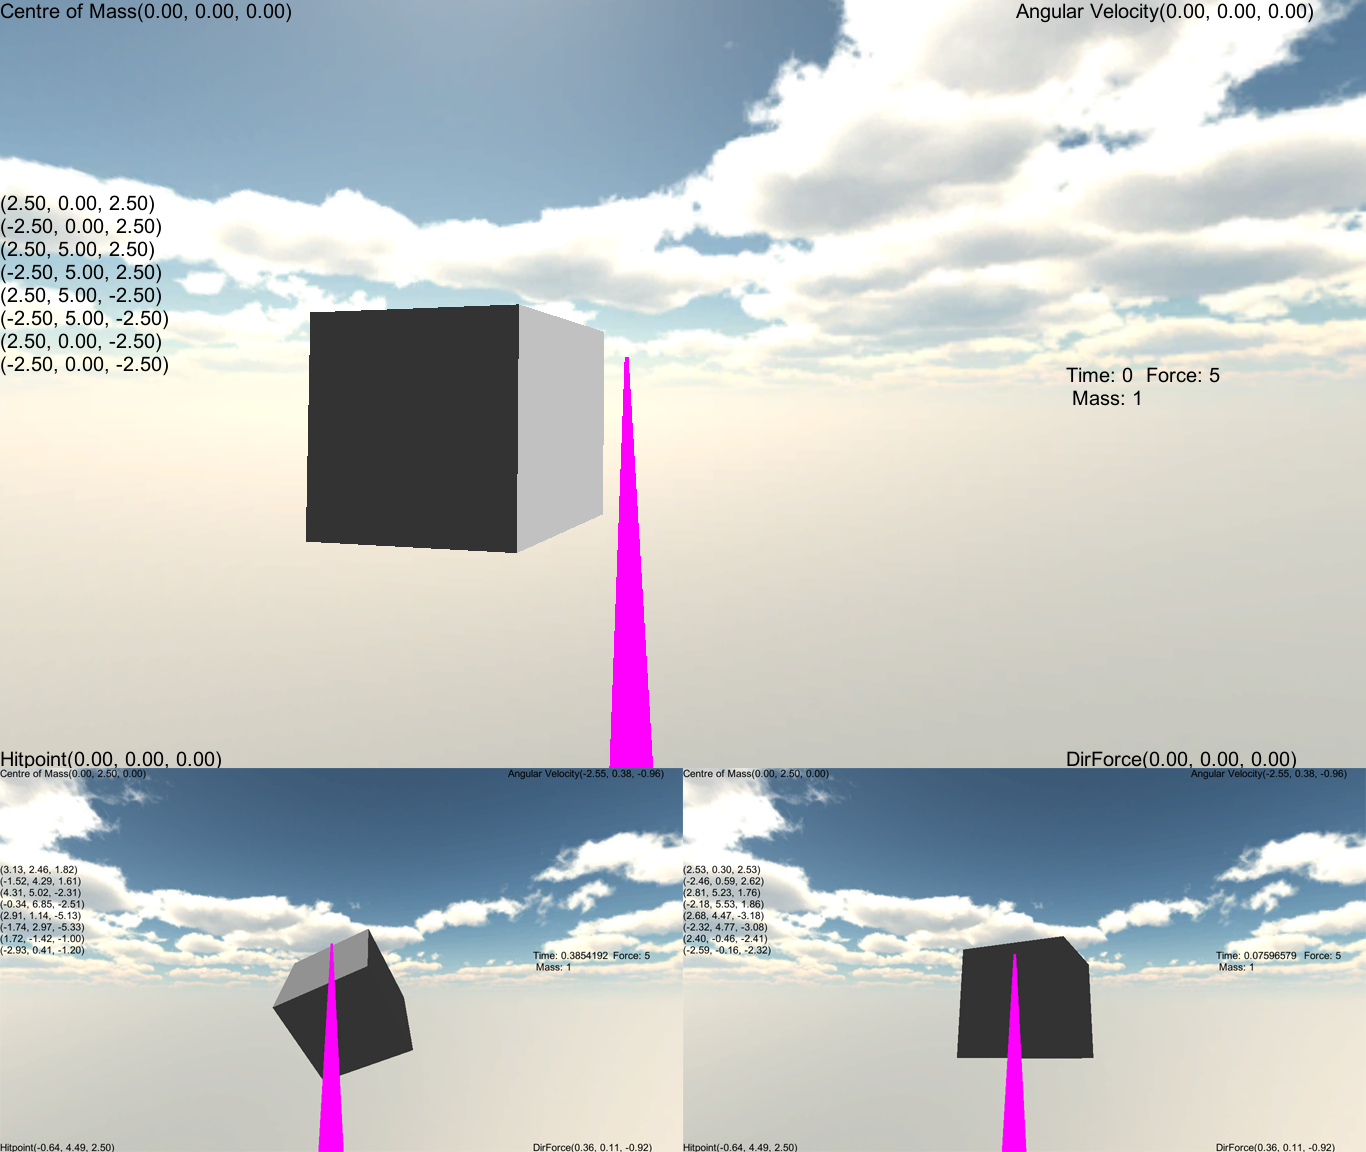 Centre of Mass(0.00, 0.00, 0.00)
Angular Velocity(0.00, 0.00, 0.00)
(2.50, 0.00, 2.50)
(-2.50, 0.00, 2.50)
(2.50, 5.00, 2.50)
(-2.50, 5.00, 2.50)
(2.50, 5.00, -2.50)
(-2.50, 5.00, -2.50)
(2.50, 0.00, -2.50)
(-2.50, 0.00, -2.50)
Time: 0 Force: 5
Mass: 1
Hitpoint(0.00, 0.00, 0.00)
DirForce(0.00, 0.00, 0.00)
Centre of Mass(0.00, 2.50, 0.00)
Angular Velocity(-2.55, 0.38, -0.96)
(3.13, 2.46, 1.82)
(-1.52, 4.29, 1.61)
(4.31, 5.02, -2.31)
(-0.34, 6.85, -2.51)
(2.91, 1.14, -5.13)
(-1.74, 2.97, -5.33)
(1.72, -1.42, -1.00)
(-2.93, 0.41, -1.20)
Time: 0.3854192 Force: 5
Mass: 1
Hitpoint(-0.64, 4.49, 2.50)
DirForce(0.36, 0.11, -0.92)
Centre of Mass(0.00, 2.50, 0.00)
Angular Velocity(-2.55, 0.38, -0.96)
(2.53, 0.30, 2.53)
(-2.46, 0.59, 2.62)
(2.81, 5.23, 1.76)
(-2.18, 5.53, 1.86)
(2.68, 4.47, -3.18)
(-2.32, 4.77, -3.08)
(2.40, -0.46, -2.41)
(-2.59, -0.16, -2.32)
Time: 0.07596579 Force: 5
Mass: 1
Hitpoint(-0.64, 4.49, 2.50)
DirForce(0.36, 0.11, -0.92)